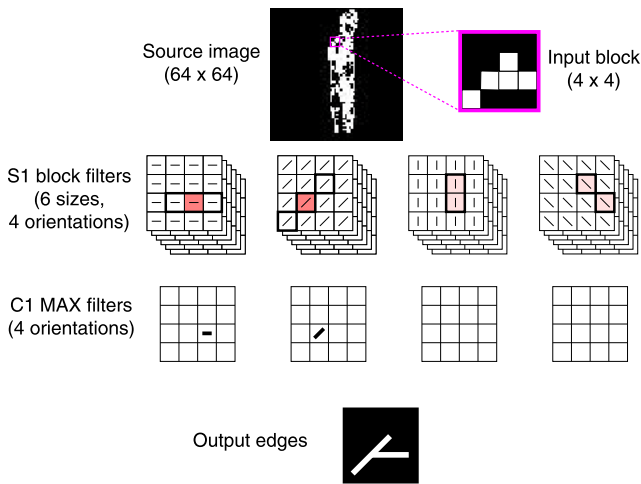 Source image
(64 x 64)
Input block
(4 x 4)
S1 block filters
(6 sizes,
4 orientations)
C1 MAX filters
(4 orientations)
Output edges